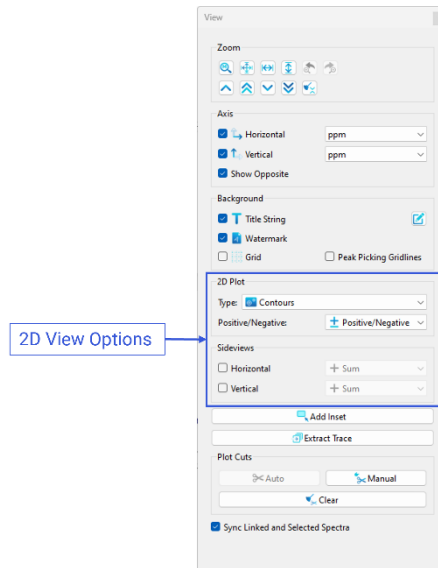 View
Zoom
Axis
Horizontal ppm
Vertical ppm
Show Opposite
Background
Title String
Watermark
Grid Peak Picking Gridlines
2D Plot
Type: Contours
Positive/Negative: Positive/Negative
2D View Options
Sideviews
Horizontal Sum
Vertical Sum
Add Inset
Extract Trace
Plot Cuts
Auto Manual
Clear
Sync Linked and Selected Spectra